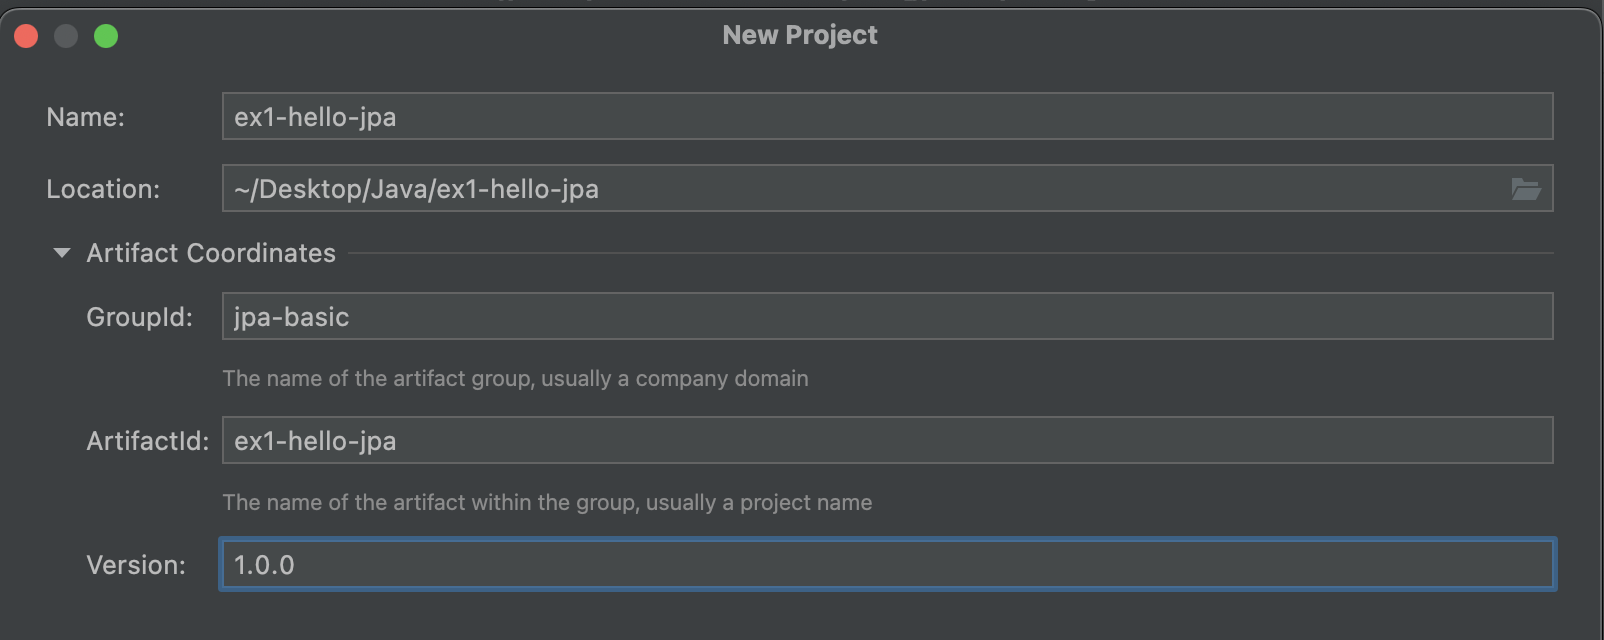 New Project
Name: ex1-hello-jpa
Location: ~/Desktop/Java/ex1-hello-jpa
Artifact Coordinates
GroupId: jpa-basic
The name of the artifact group, usually a company domain
ArtifactId: ex1-hello-jpa
The name of the artifact within the group, usually a project name
Version: 1.0.0